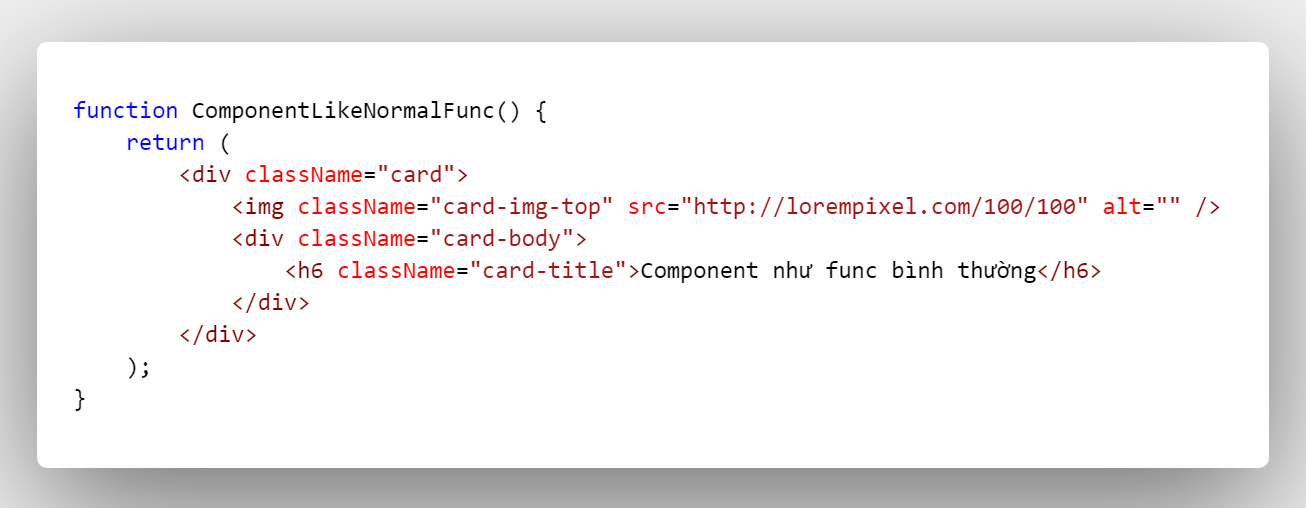 function ComponentLikeNormalFunc() {
    return (
        <div className="card">
            <img className="card-img-top" src="http://lorempixel.com/100/100" alt="" />
            <div className="card-body">
                <h6 className="card-title">Component như func bình thường</h6>
            </div>
        </div>
    );
}